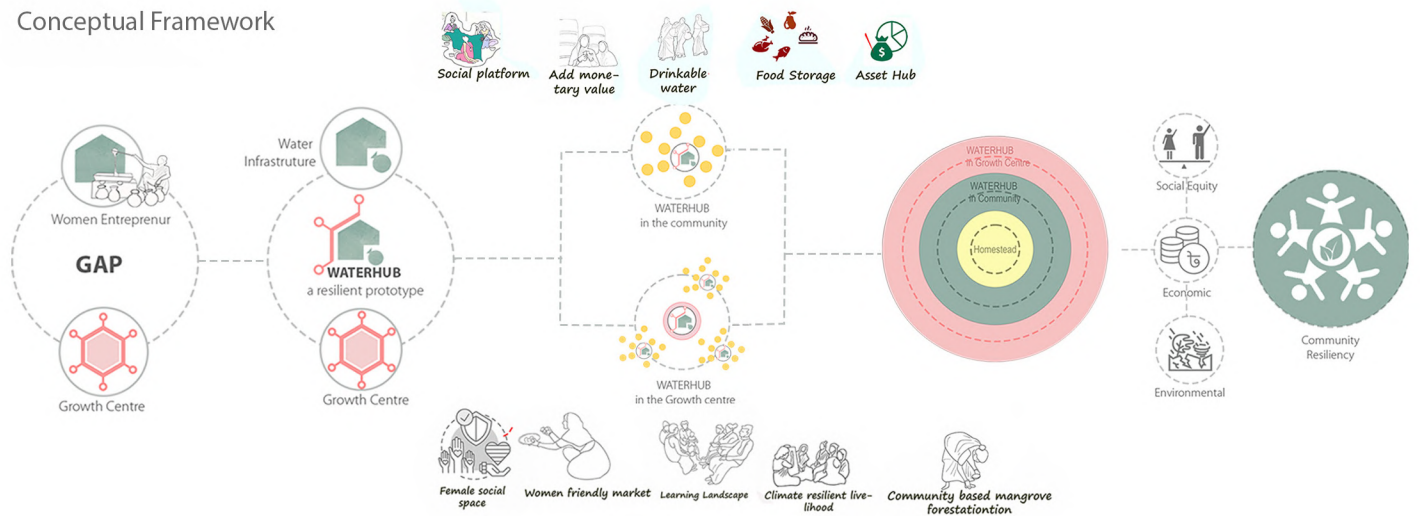 Conceptual Framework
Social platform
Add mone-
tary value
Drinkable
water
Food Storage
Asset Hub
Women Entreprenur
GAP
Growth Centre
Water
Infrastruture
WATERHUB
a resilient prototype
Growth Centre
WATERHUB
in the community
WATERHUB
in the Growth centre
WATERHUB
in Growth Centre
WATERHUB
in Community
Homestead
Social Equity
৳
Economic
Environmental
Community
Resiliency
$
Female social
space
Women friendly market
Learning Landscape
Climate resilient live-
lihood
Community based mangrove
forestationtion